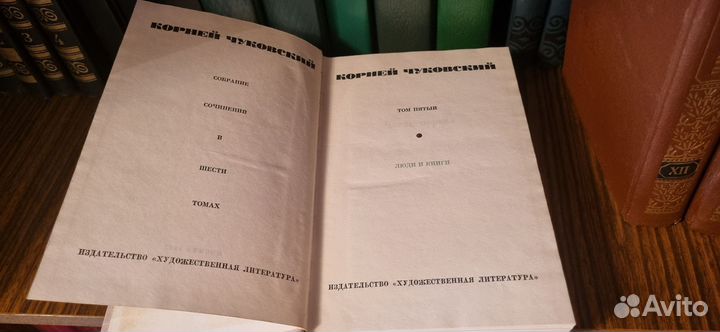 КОРНЕЙ ЧУКОВСКИЙ
СОБРАНИЕ
СОЧИНЕНИЙ
В
ШЕСТИ
ТОМАХ
ИЗДАТЕЛЬСТВО «ХУДОЖЕСТВЕННАЯ ЛИТЕРАТУРА»
КОРНЕЙ ЧУКОВСКИЙ
ТОМ ПЯТЫЙ
ЛЮДИ И КНИГИ
ИЗДАТЕЛЬСТВО «ХУДОЖЕСТВЕННАЯ ЛИТЕРАТУРА»
XII
Avito